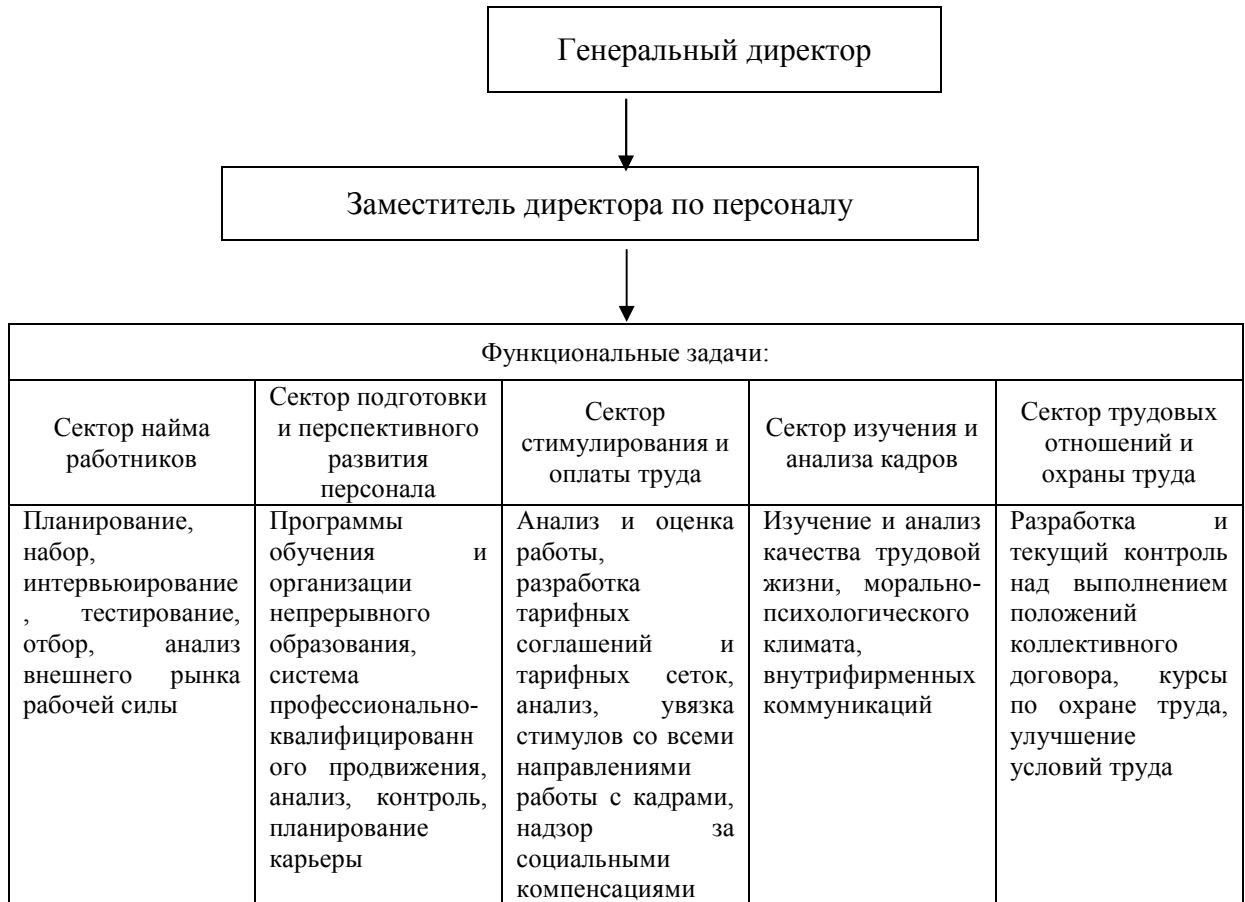 Генеральный директор
Заместитель директора по персоналу
Функциональные задачи:
Сектор найма
работников
Сектор подготовки
и перспективного
развития
персонала
Сектор
стимулирования и
оплаты труда
Сектор изучения и
анализа кадров
Сектор трудовых
отношений и
охраны труда
Планирование,
набор,
интервьюирование
, тестирование,
отбор, анализ
внешнего рынка
рабочей силы
Программы
обучения и
организации
непрерывного
образования,
система
профессионально-
квалифицированн
ого продвижения,
анализ, контроль,
планирование
карьеры
Анализ и оценка
работы,
разработка
тарифных
соглашений и
тарифных сеток,
анализ, увязка
стимулов со всеми
направлениями
работы с кадрами,
надзор за
социальными
компенсациями
Изучение и анализ
качества трудовой
жизни, морально-
психологического
климата,
внутрифирменных
коммуникаций
Разработка и
текущий контроль
над выполнением
положений
коллективного
договора, курсы
по охране труда,
улучшение
условий труда